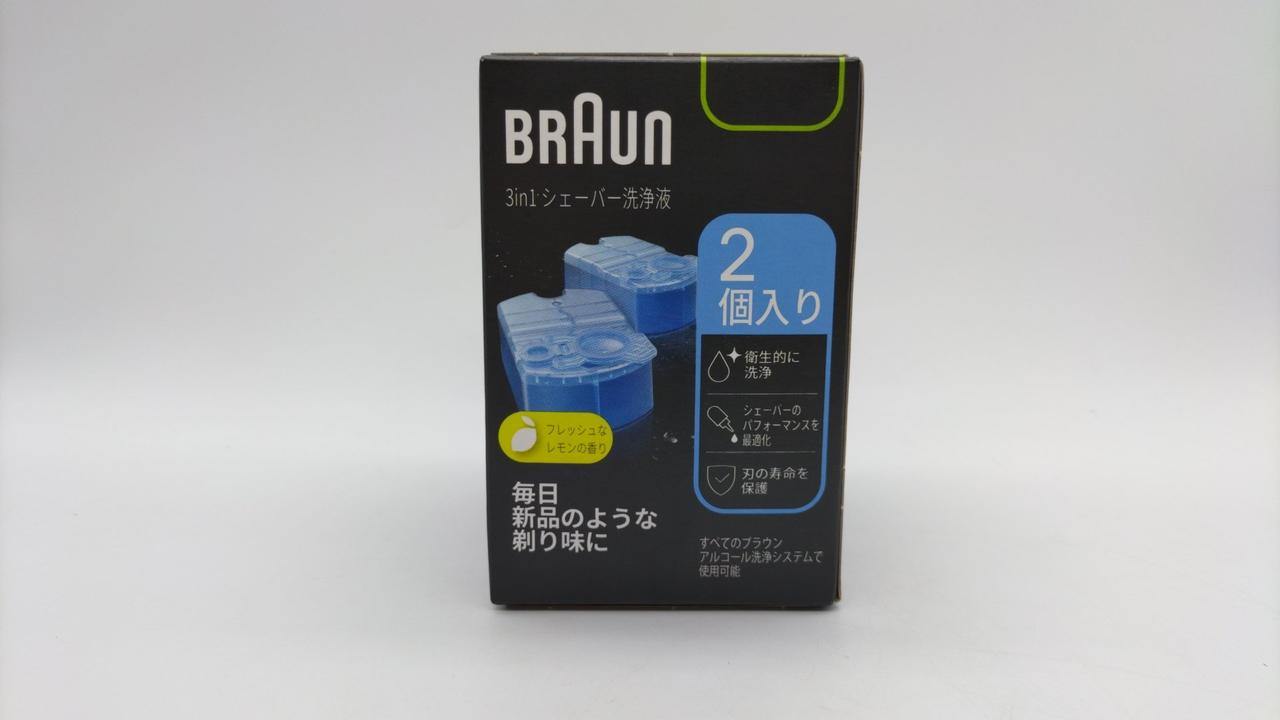 BRAUN
3in1 シェーバー洗浄液
2
個入り
衛生的に
洗浄
シェーバーの
パフォーマンスを
最適化
刃の寿命を
保護
フレッシュな
レモンの香り
毎日
新品のような
剃り味に
すべてのブラウン
アルコール洗浄システムで
使用可能